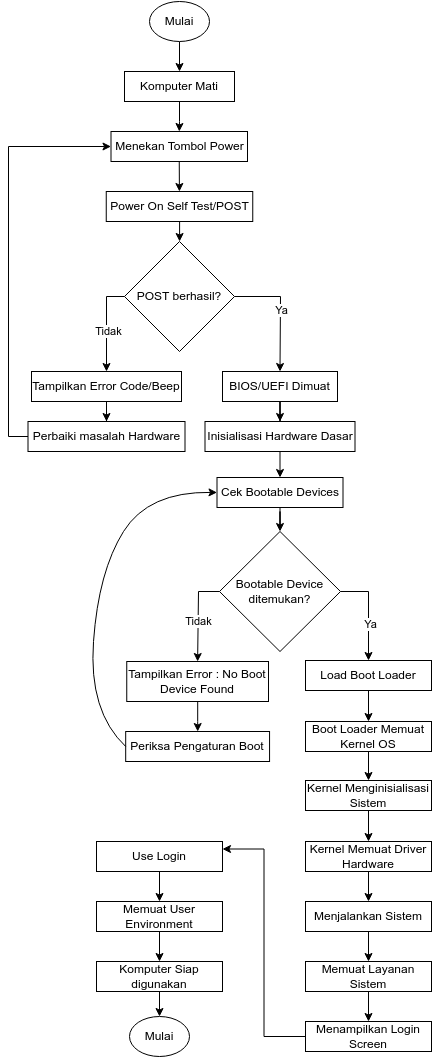 Mulai
Komputer Mati
Menekan Tombol Power
Power On Self Test/POST
POST berhasil?
Tidak
Ya
Tampilkan Error Code/Beep
BIOS/UEFI Dimuat
Perbaiki masalah Hardware
Inisialisasi Hardware Dasar
Cek Bootable Devices
Bootable Device
ditemukan?
Tidak
Ya
Tampilkan Error : No Boot
Device Found
Load Boot Loader
Periksa Pengaturan Boot
Boot Loader Memuat
Kernel OS
Kernel Menginisialisasi
Sistem
Kernel Memuat Driver
Hardware
Menjalankan Sistem
Memuat Layanan
Sistem
Menampilkan Login
Screen
Use Login
Memuat User
Environment
Komputer Siap
digunakan
Mulai